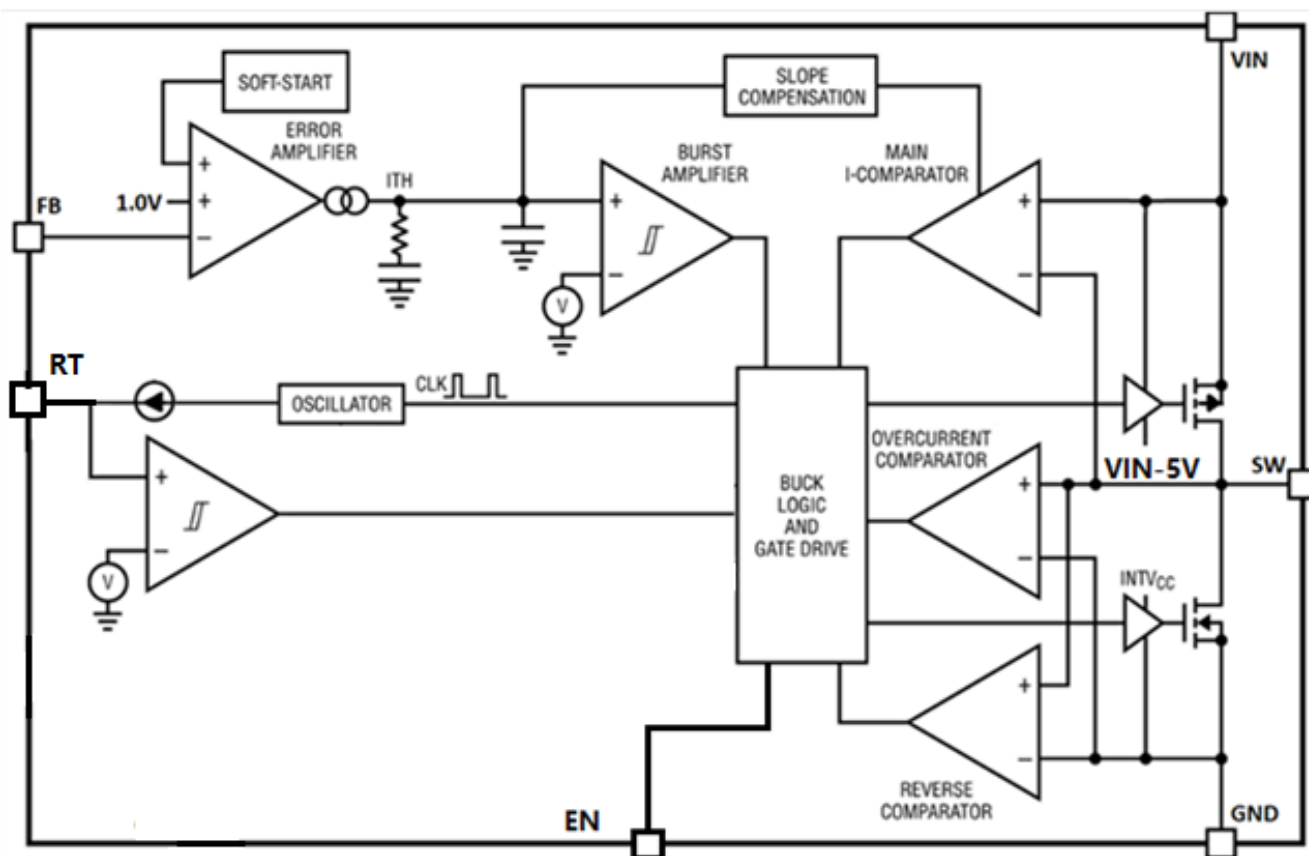 VIN
SOFT-START
SLOPE
COMPENSATION
ERROR
AMPLIFIER
BURST
AMPLIFIER
MAIN
I-COMPARATOR
ITH
FB
1.0V
+
+
−
+
−
V
+
−
RT
CLK
OSCILLATOR
OVERCURRENT
COMPARATOR
VIN-5V
SW
+
−
V
BUCK
LOGIC
AND
GATE DRIVE
+
−
INTVCC
+
−
REVERSE
COMPARATOR
EN
GND